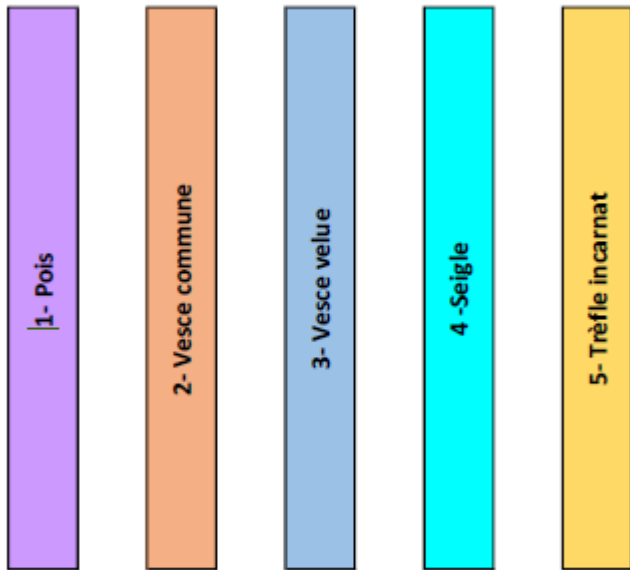 1- Pois
2- Vesce commune
3- Vesce velue
4 -Seigle
5- Trèfle incarnat